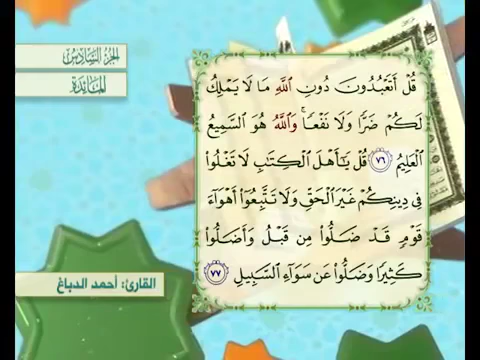 الجزء السادس
المائدة
قُلْ أَتَعْبُدُونَ مِن دُونِ اللَّهِ مَا لَا يَمْلِكُ
لَكُمْ ضَرًّا وَلَا نَفْعًا ۚ وَاللَّهُ هُوَ السَّمِيعُ
الْعَلِيمُ ٧٦ قُلْ يَا أَهْلَ الْكِتَابِ لَا تَغْلُوا
فِي دِينِكُمْ غَيْرَ الْحَقِّ وَلَا تَتَّبِعُوا أَهْوَاءَ
قَوْمٍ قَدْ ضَلُّوا مِن قَبْلُ وَأَضَلُّوا
كَثِيرًا وَضَلُّوا عَن سَوَاءِ السَّبِيلِ ٧٧
القارئ: أحمد الدباغ